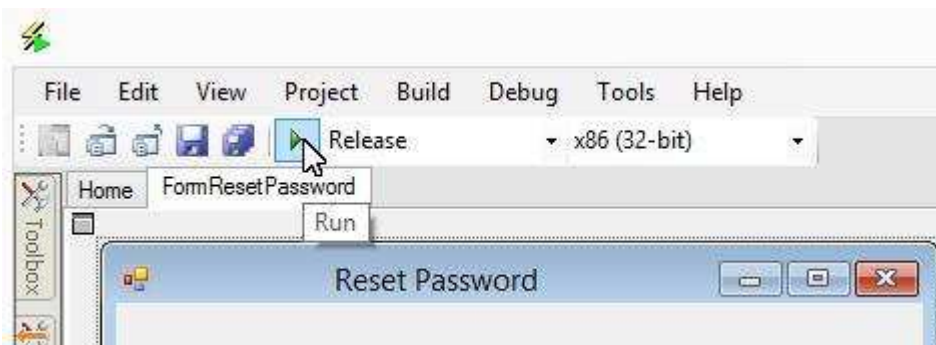 File Edit View Project Build Debug Tools Help
Release x86 (32-bit)
Home FormResetPassword
Run
Toolbox
Reset Password